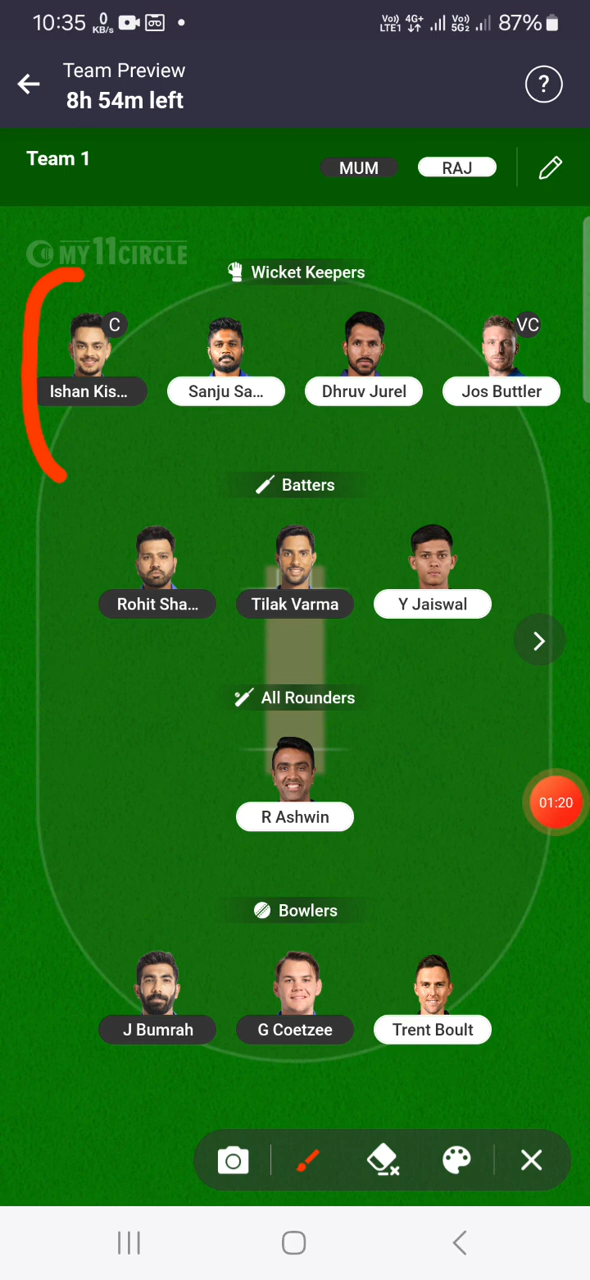 10:35 0 KB/s Vo)) LTE1 4G+ Vo)) 5G2 87%
Team Preview
8h 54m left
?
Team 1 MUM RAJ
MY11CIRCLE
Wicket Keepers
C VC
Ishan Kis... Sanju Sa... Dhruv Jurel Jos Buttler
Batters
Rohit Sha... Tilak Varma Y Jaiswal
All Rounders
R Ashwin
01:20
Bowlers
J Bumrah G Coetzee Trent Boult